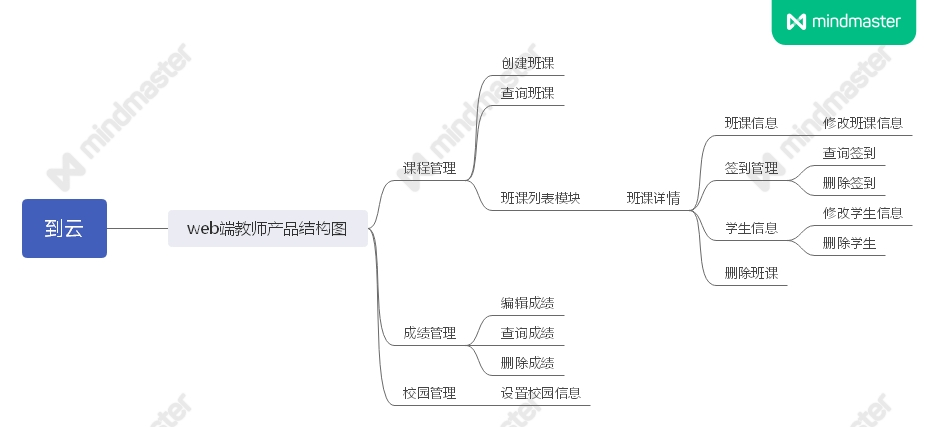 mindmaster
到云
web端教师产品结构图
课程管理
创建班课
查询班课
班课列表模块
班课详情
班课信息
修改班课信息
签到管理
查询签到
删除签到
学生信息
修改学生信息
删除学生
删除班课
成绩管理
编辑成绩
查询成绩
删除成绩
校园管理
设置校园信息
mindmaster
mindmaster
mindmaster